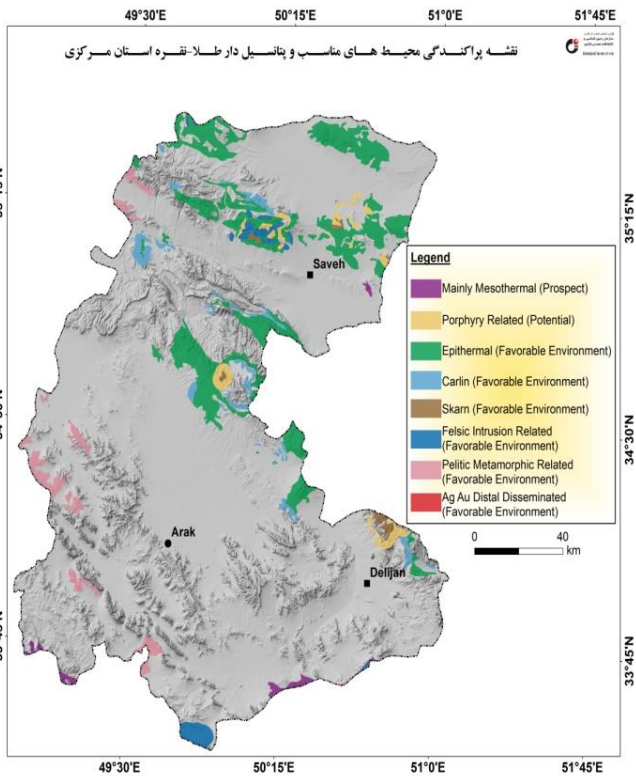 49°30'E 50°15'E 51°0'E 51°45'E
نقشه پراکندگی محیط های مناسب و پتانسیل دار طلا-نقره استان مرکزی
35°15'N
Saveh
Legend
Mainly Mesothermal (Prospect)
Porphyry Related (Potential)
Epithermal (Favorable Environment)
Carlin (Favorable Environment)
Skarn (Favorable Environment)
Felsic Intrusion Related
(Favorable Environment)
Pelitic Metamorphic Related
(Favorable Environment)
Ag Au Distal Disseminated
(Favorable Environment)
34°30'N
Arak
0 40
km
Delijan
33°45'N
49°30'E 50°15'E 51°0'E 51°45'E